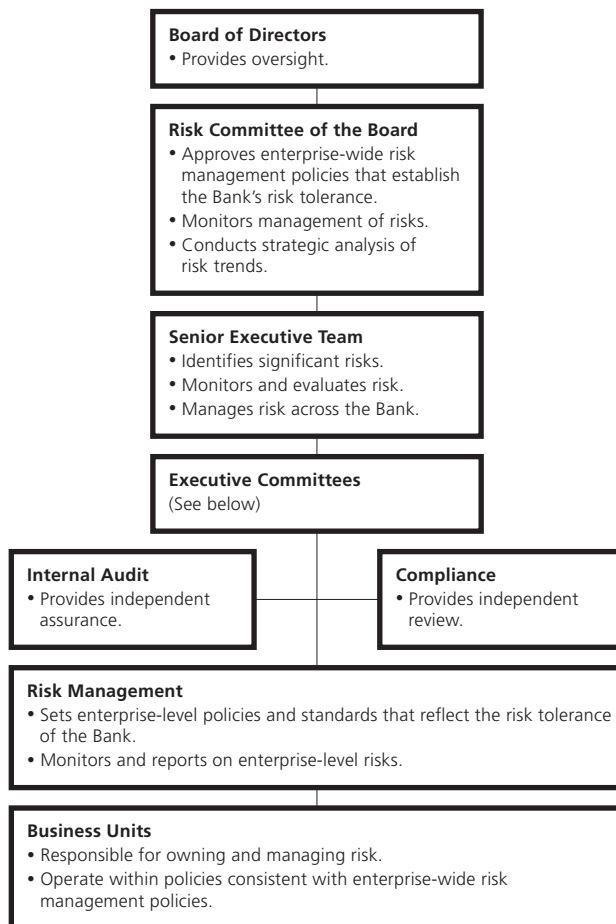 Board of Directors
• Provides oversight.
Risk Committee of the Board
• Approves enterprise-wide risk
management policies that establish
the Bank's risk tolerance.
• Monitors management of risks.
• Conducts strategic analysis of
risk trends.
Senior Executive Team
• Identifies significant risks.
• Monitors and evaluates risk.
• Manages risk across the Bank.
Executive Committees
(See below)
Internal Audit
• Provides independent
assurance.
Compliance
• Provides independent
review.
Risk Management
• Sets enterprise-level policies and standards that reflect the risk tolerance
of the Bank.
• Monitors and reports on enterprise-level risks.
Business Units
• Responsible for owning and managing risk.
• Operate within policies consistent with enterprise-wide risk
management policies.